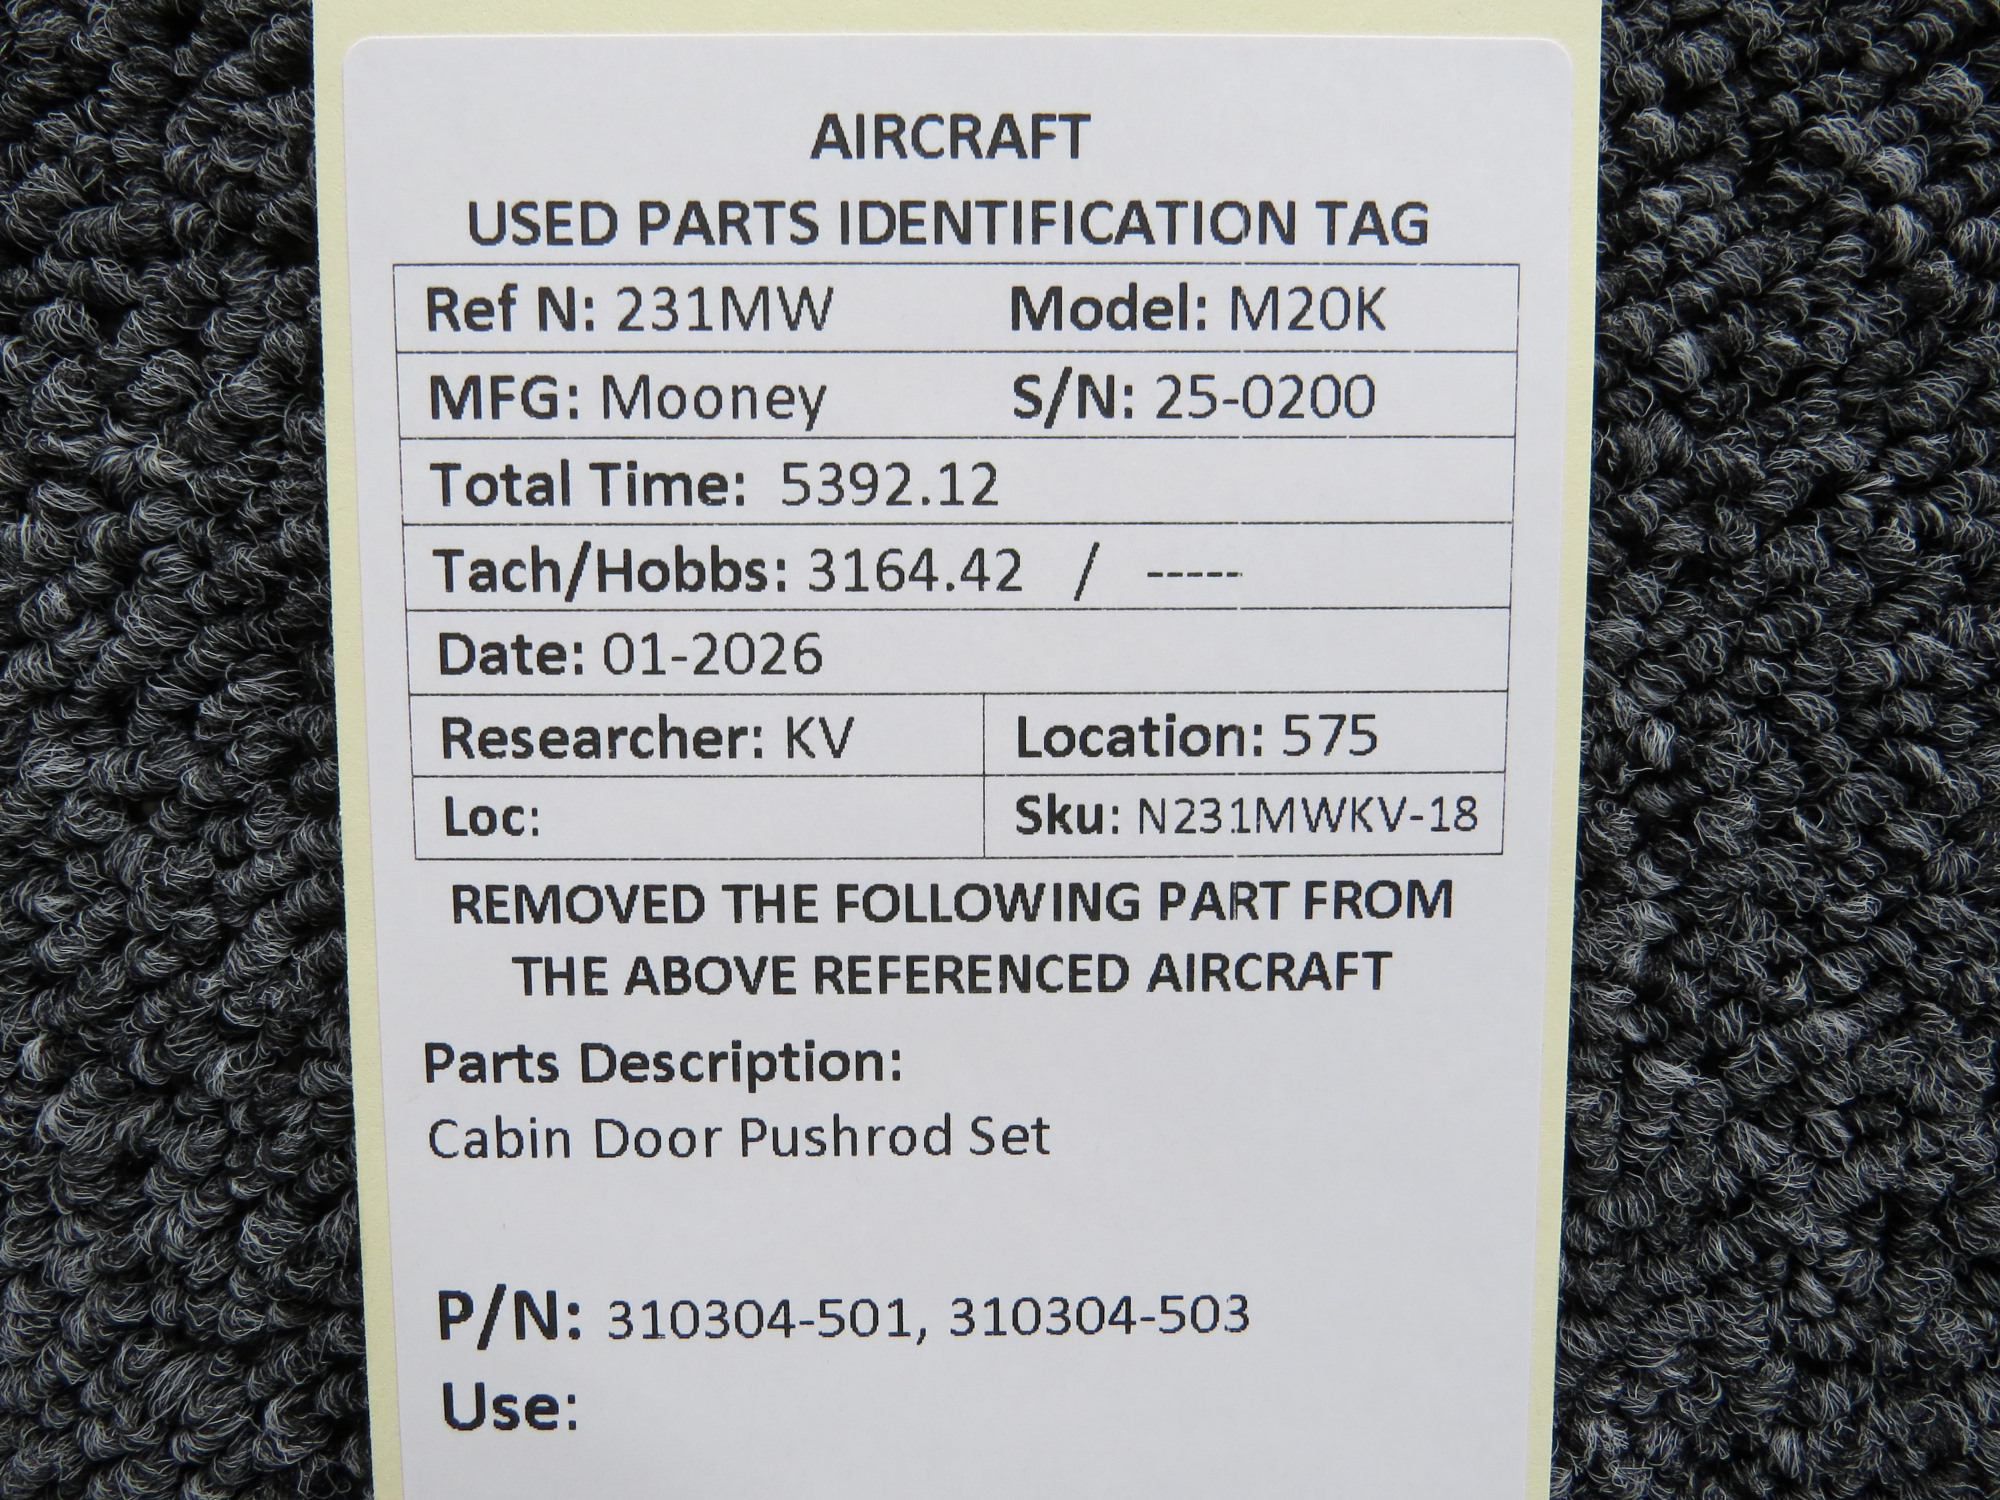 AIRCRAFT
USED PARTS IDENTIFICATION TAG
Ref N: 231MW Model: M20K
MFG: Mooney S/N: 25-0200
Total Time: 5392.12
Tach/Hobbs: 3164.42 / -----
Date: 01-2026
Researcher: KV Location: 575
Loc: Sku: N231MWKV-18
REMOVED THE FOLLOWING PART FROM
THE ABOVE REFERENCED AIRCRAFT
Parts Description:
Cabin Door Pushrod Set
P/N: 310304-501, 310304-503
Use: